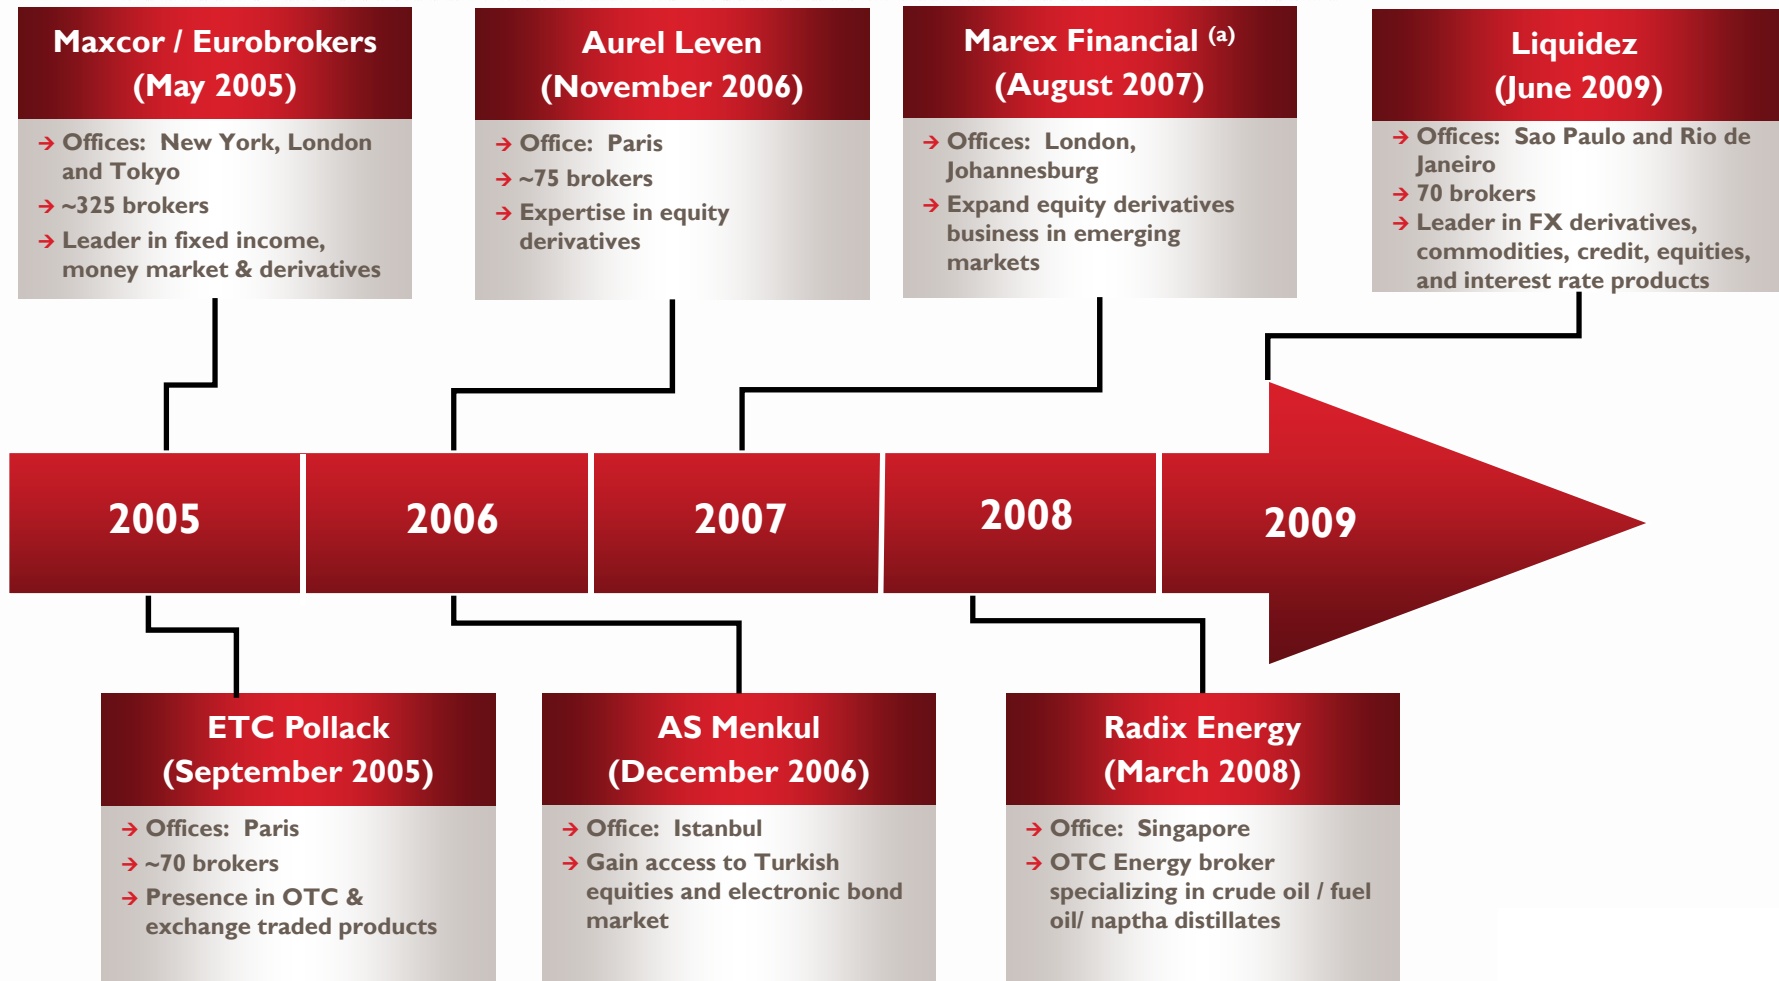 Maxcor / Eurobrokers
(May 2005)
→ Offices: New York, London
and Tokyo
→ ~325 brokers
→ Leader in fixed income,
money market & derivatives
Aurel Leven
(November 2006)
→ Office: Paris
→ ~75 brokers
→ Expertise in equity
derivatives
Marex Financial (a)
(August 2007)
→ Offices: London,
Johannesburg
→ Expand equity derivatives
business in emerging
markets
Liquidez
(June 2009)
→ Offices: Sao Paulo and Rio de
Janeiro
→ 70 brokers
→ Leader in FX derivatives,
commodities, credit, equities,
and interest rate products
2005
2006
2007
2008
2009
ETC Pollack
(September 2005)
→ Offices: Paris
→ ~70 brokers
→ Presence in OTC &
exchange traded products
AS Menkul
(December 2006)
→ Office: Istanbul
→ Gain access to Turkish
equities and electronic bond
market
Radix Energy
(March 2008)
→ Office: Singapore
→ OTC Energy broker
specializing in crude oil / fuel
oil/ naptha distillates